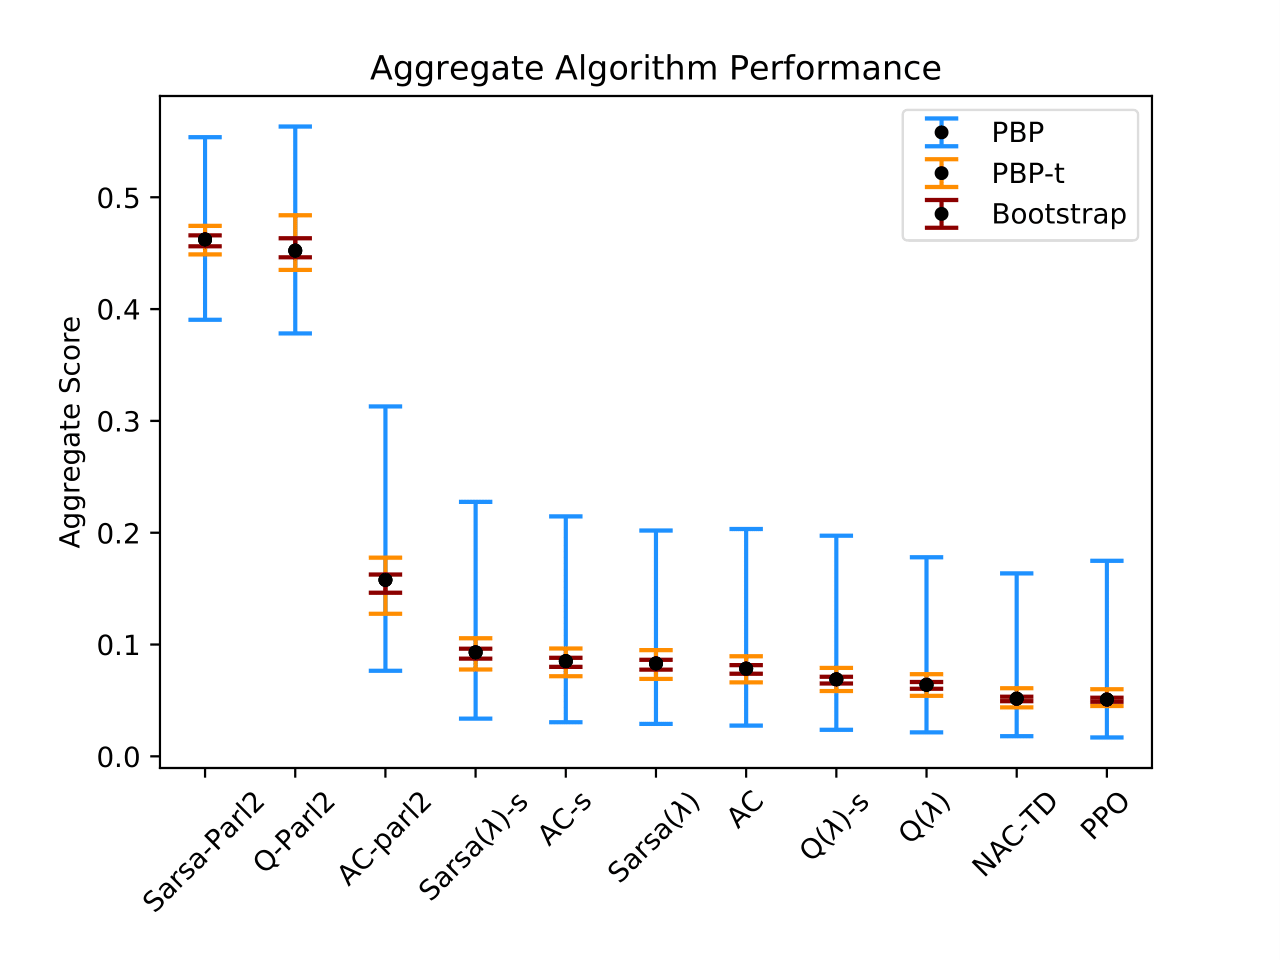 Aggregate Algorithm Performance
PBP
PBP-t
Bootstrap
Aggregate Score
0.5
0.4
0.3
0.2
0.1
0.0
Sarsa-Parl2
Q-Parl2
AC-parl2
Sarsa(λ)-s
AC-s
Sarsa(λ)
AC
Q(λ)-s
Q(λ)
NAC-TD
PPO